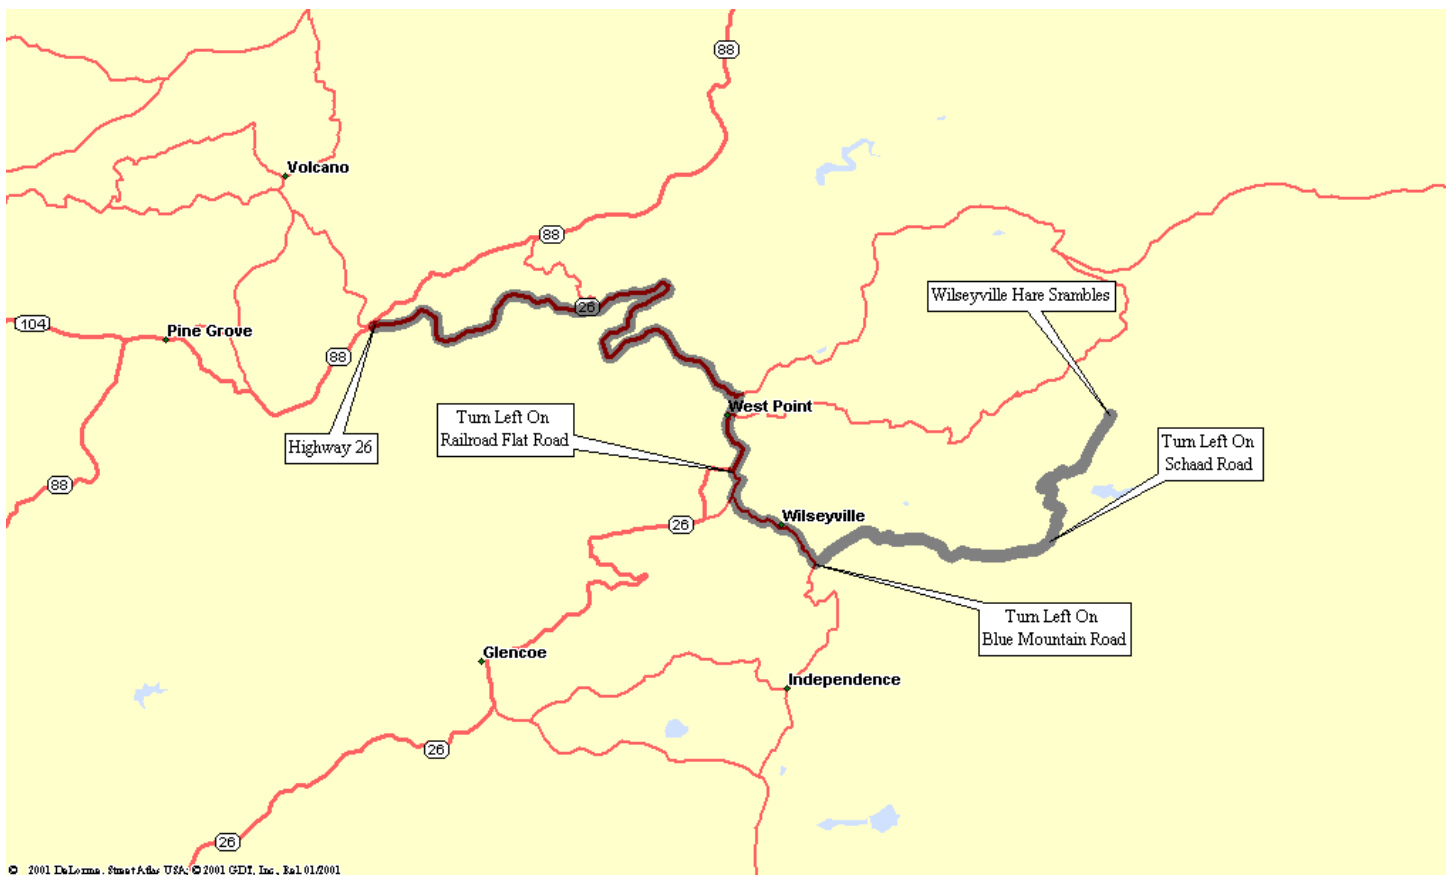 88
Volcano
88
Wilseyville Hare Srambles
26
104
Pine Grove
88
West Point
Turn Left On
Railroad Flat Road
Highway 26
Turn Left On
Schaad Road
88
Wilseyville
26
Turn Left On
Blue Mountain Road
Glencoe
Independence
26
26
© 2001 DeLorme. Street Atlas USA; © 2001 GDT, Inc., Rel. 01/2001